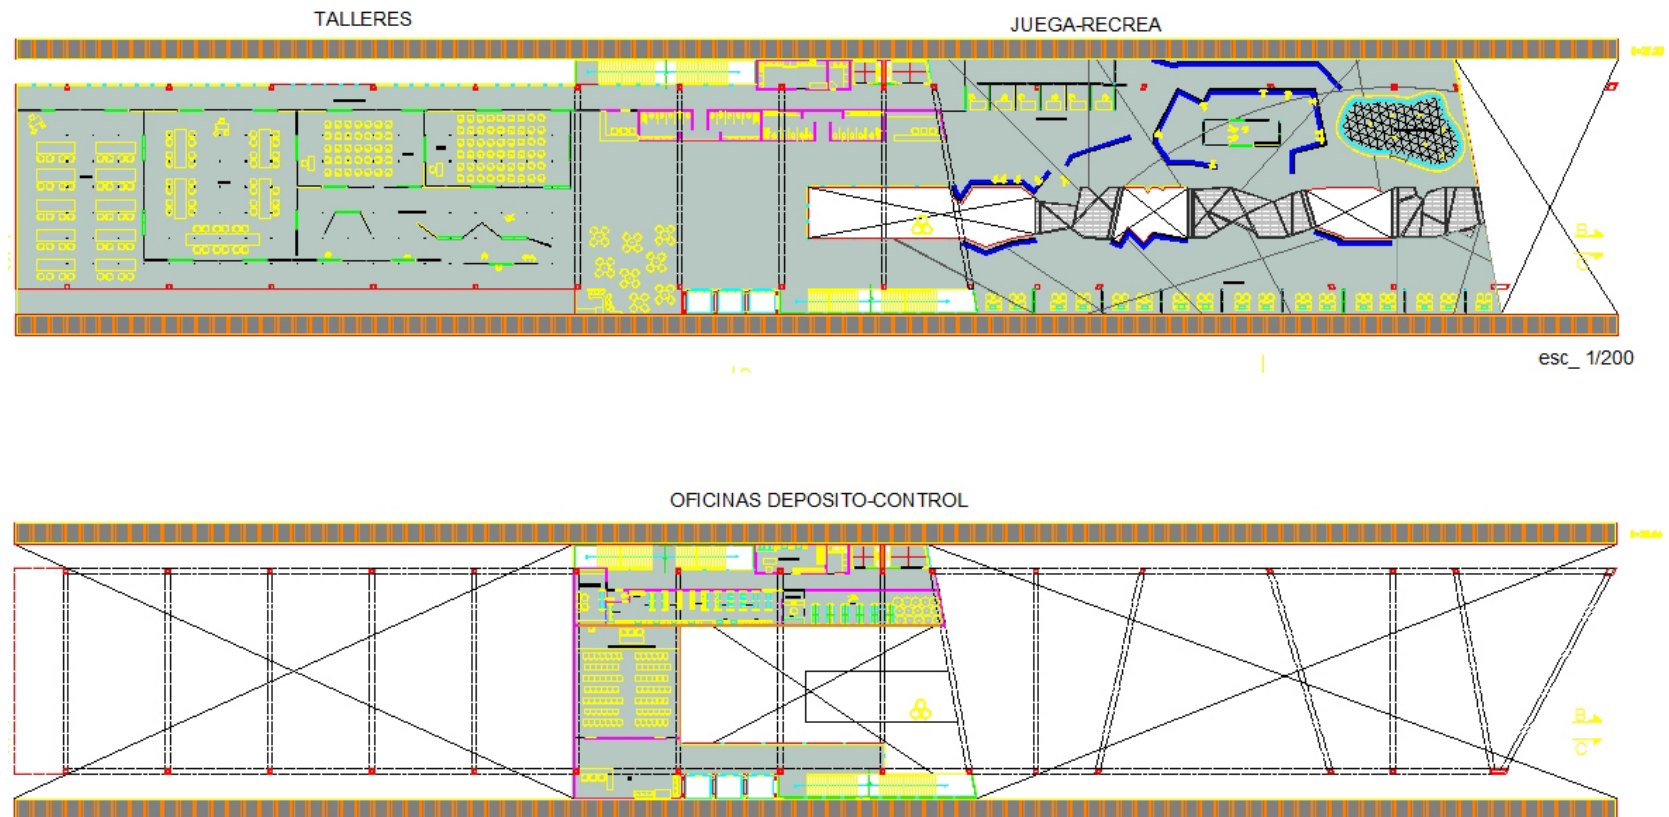 TALLERES
JUEGA-RECREA
B
C
esc_ 1/200
OFICINAS DEPOSITO-CONTROL
B
C